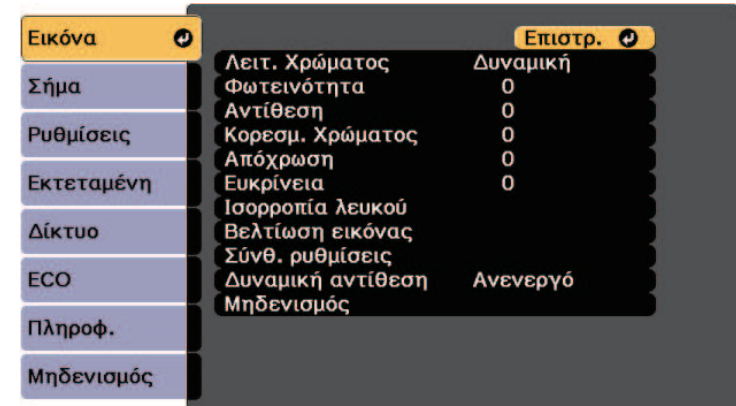 Εικόνα
Σήμα
Ρυθμίσεις
Εκτεταμένη
Δίκτυο
ECO
Πληροφ.
Μηδενισμός
Επιστρ.
Λειτ. Χρώματος Δυναμική
Φωτεινότητα 0
Αντίθεση 0
Κορεσμ. Χρώματος 0
Απόχρωση 0
Ευκρίνεια 0
Ισορροπία λευκού
Βελτίωση εικόνας
Σύνθ. ρυθμίσεις
Δυναμική αντίθεση Ανενεργό
Μηδενισμός